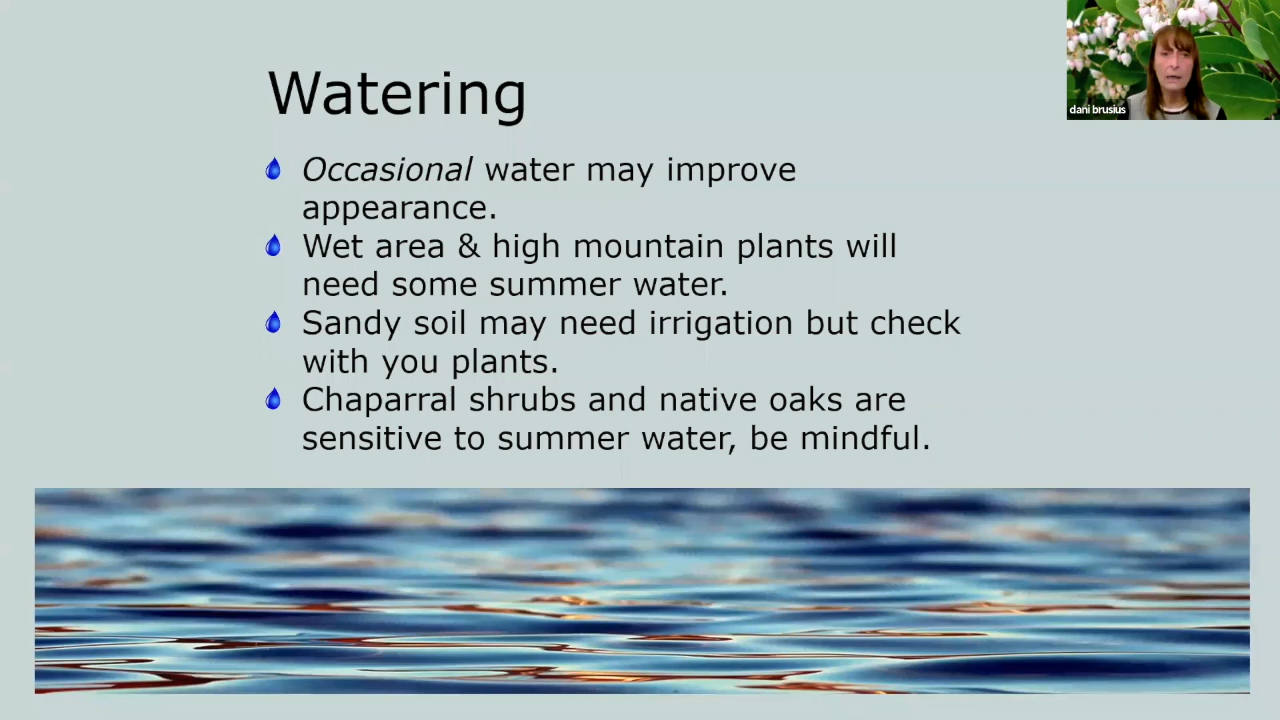 Watering
dani brusius
Occasional water may improve
appearance.
Wet area & high mountain plants will
need some summer water.
Sandy soil may need irrigation but check
with you plants.
Chaparral shrubs and native oaks are
sensitive to summer water, be mindful.